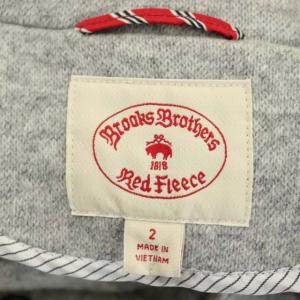 Brooks Brothers
1818
Red Fleece
2
MADE IN
VIETNAM